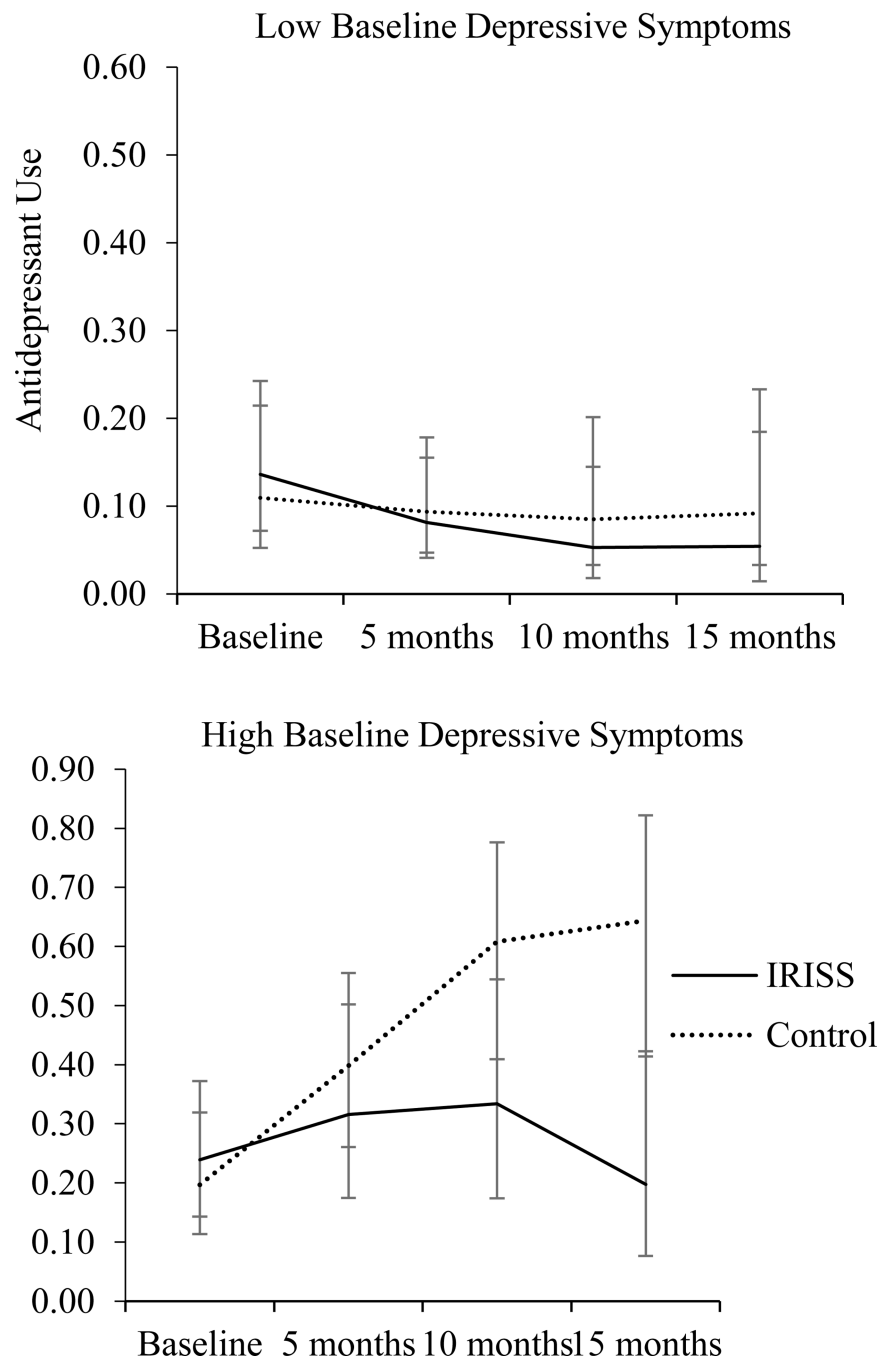 Low Baseline Depressive Symptoms
Antidepressant Use
0.60
0.50
0.40
0.30
0.20
0.10
0.00
Baseline 5 months 10 months 15 months
High Baseline Depressive Symptoms
0.90
0.80
0.70
0.60
0.50
0.40
0.30
0.20
0.10
0.00
IRISS
Control
Baseline 5 months 10 months 15 months